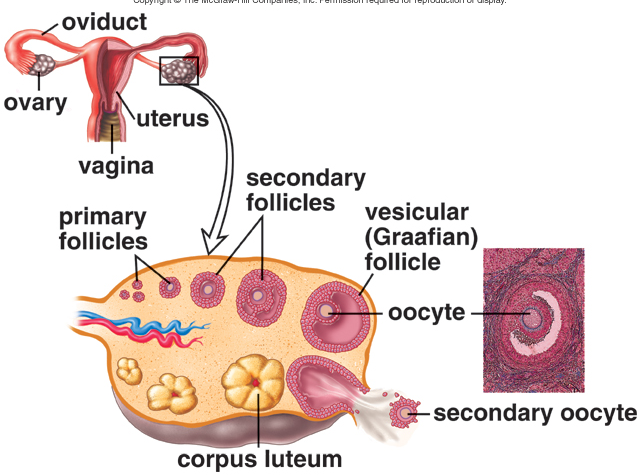 Copyright © The McGraw-Hill Companies, Inc. Permission required for reproduction or display.
oviduct
ovary
uterus
vagina
secondary
follicles
primary
follicles
vesicular
(Graafian)
follicle
oocyte
secondary oocyte
corpus luteum